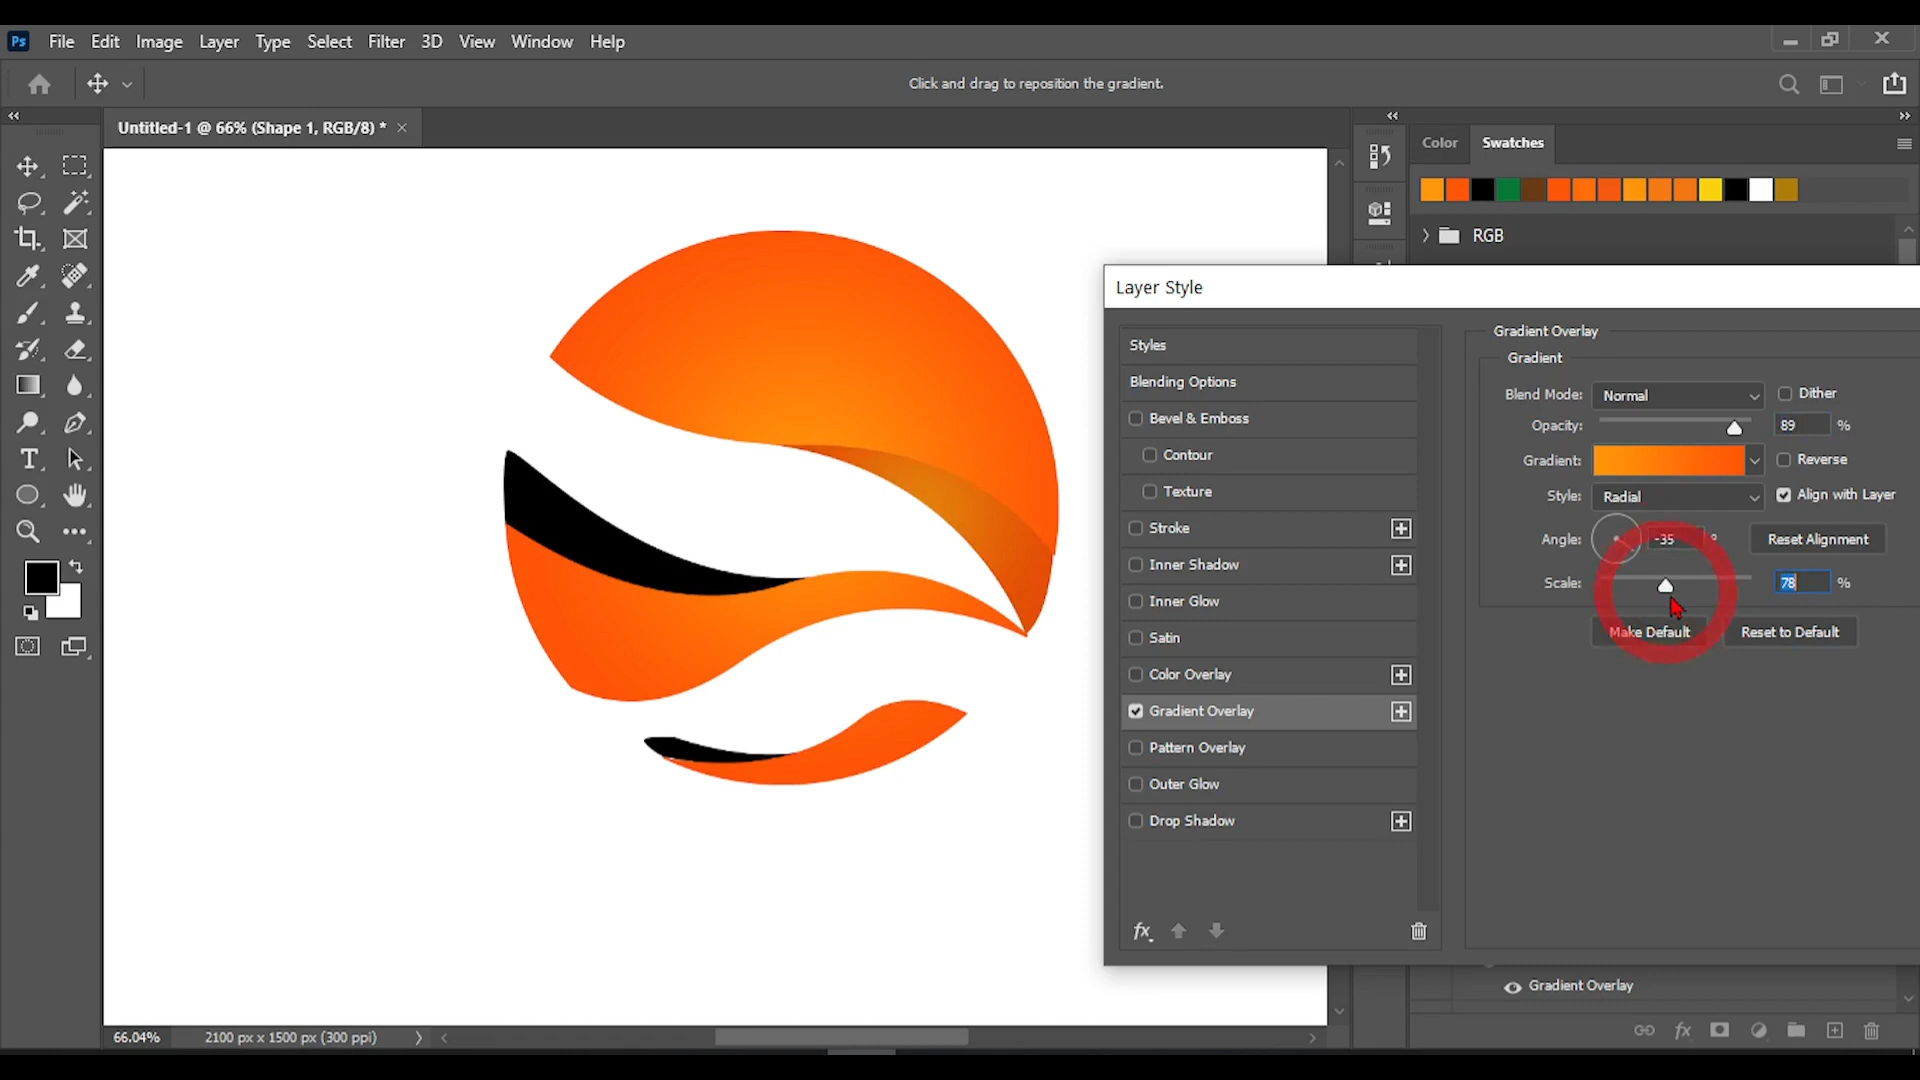 Ps File Edit Image Layer Type Select Filter 3D View Window Help
Click and drag to reposition the gradient.
Untitled-1 @ 66% (Shape 1, RGB/8) *
Color Swatches
RGB
Layer Style
Styles
Blending Options
Bevel & Emboss
Contour
Texture
Stroke
Inner Shadow
Inner Glow
Satin
Color Overlay
Gradient Overlay
Pattern Overlay
Outer Glow
Drop Shadow
fx
Gradient Overlay
Gradient
Blend Mode: Normal Dither
Opacity: 89 %
Gradient: Reverse
Style: Radial Align with Layer
Angle: -35 ° Reset Alignment
Scale: 78 %
Make Default Reset to Default
Gradient Overlay
fx
66.04% 2100 px x 1500 px (300 ppi)